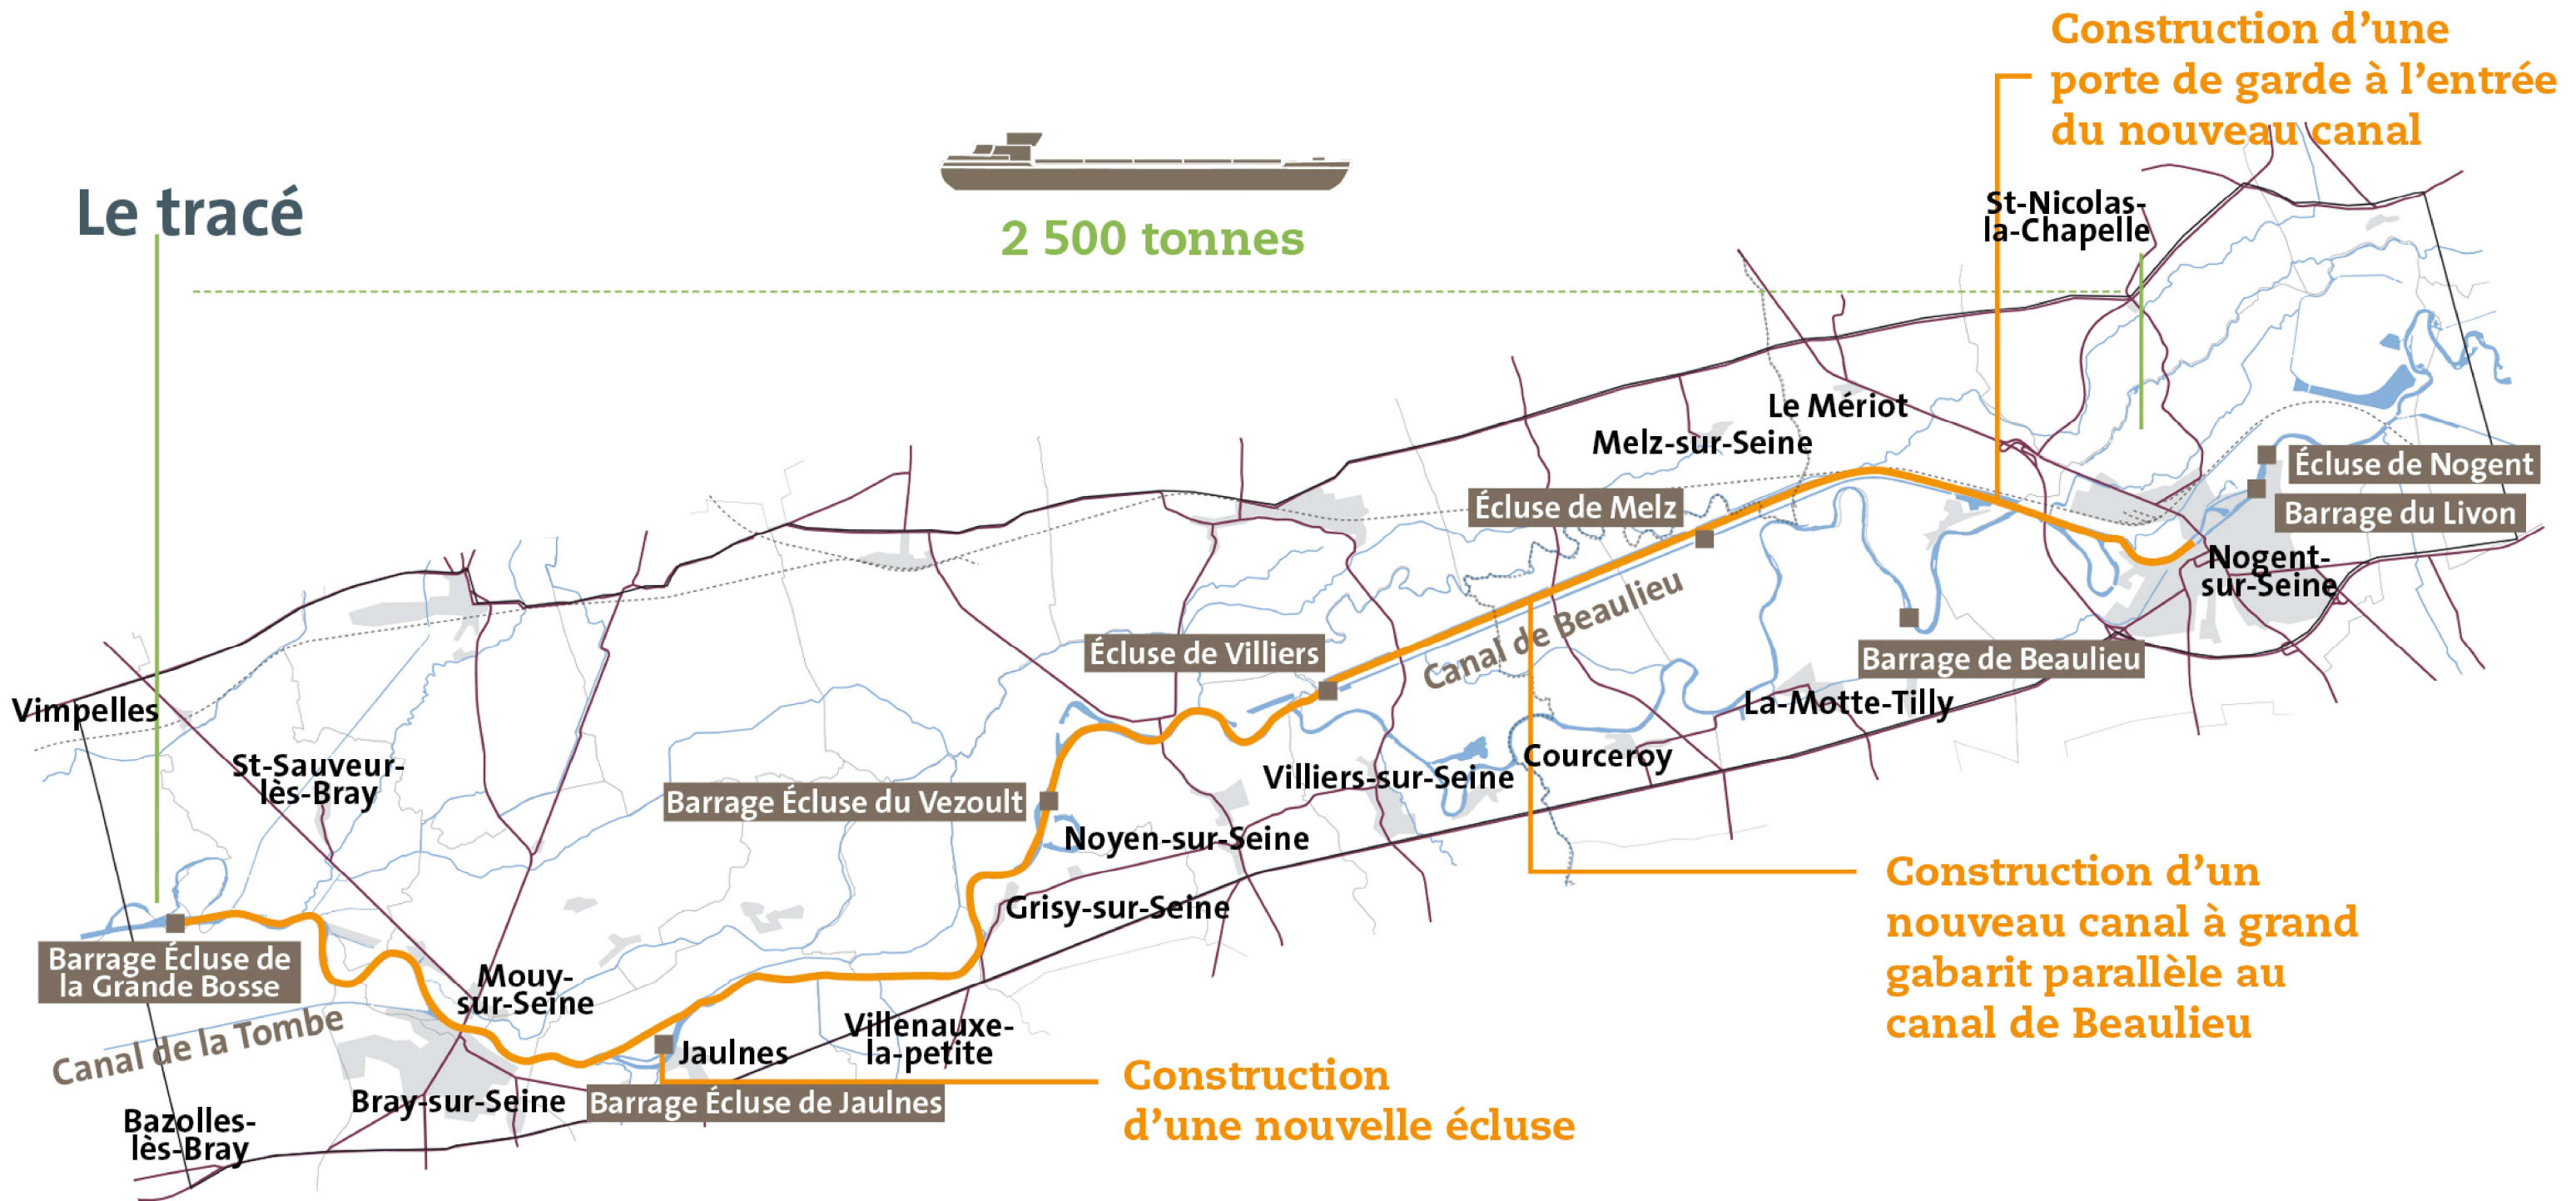 Construction d'une
porte de garde à l'entrée
du nouveau canal
Le tracé
2 500 tonnes
St-Nicolas-
la-Chapelle
Le Mériot
Melz-sur-Seine
Écluse de Nogent
Écluse de Melz
Barrage du Livon
Nogent-
sur-Seine
Canal de Beaulieu
Écluse de Villiers
Barrage de Beaulieu
Vimpelles
La-Motte-Tilly
St-Sauveur-
lès-Bray
Courceroy
Villiers-sur-Seine
Barrage Écluse du Vezoult
Noyen-sur-Seine
Construction d'un
nouveau canal à grand
gabarit parallèle au
canal de Beaulieu
Grisy-sur-Seine
Barrage Écluse de
la Grande Bosse
Mouy-
sur-Seine
Canal de la Tombe
Villenauxe-
la-petite
Jaulnes
Construction
d'une nouvelle écluse
Bray-sur-Seine
Barrage Écluse de Jaulnes
Bazolles-
lès-Bray